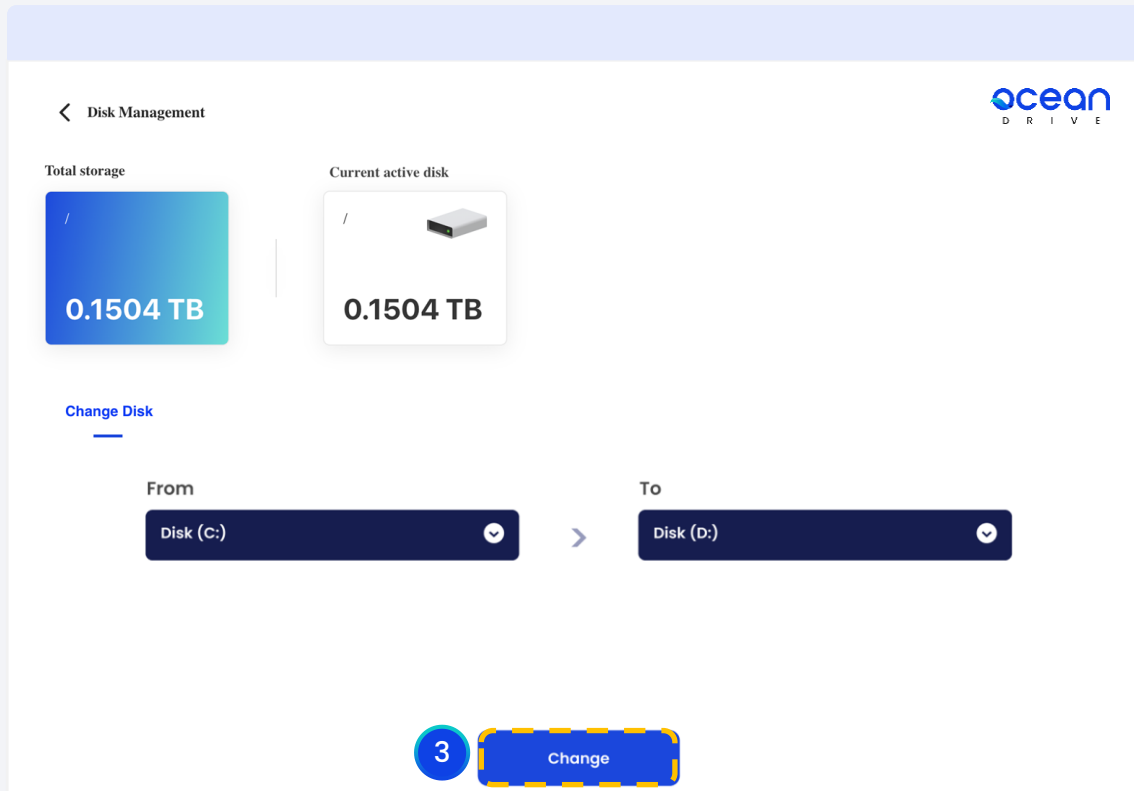 ocean
DRIVE
Disk Management
Total storage
Current active disk
/
/
0.1504 TB
0.1504 TB
Change Disk
From
To
Disk (C:)
Disk (D:)
3
Change